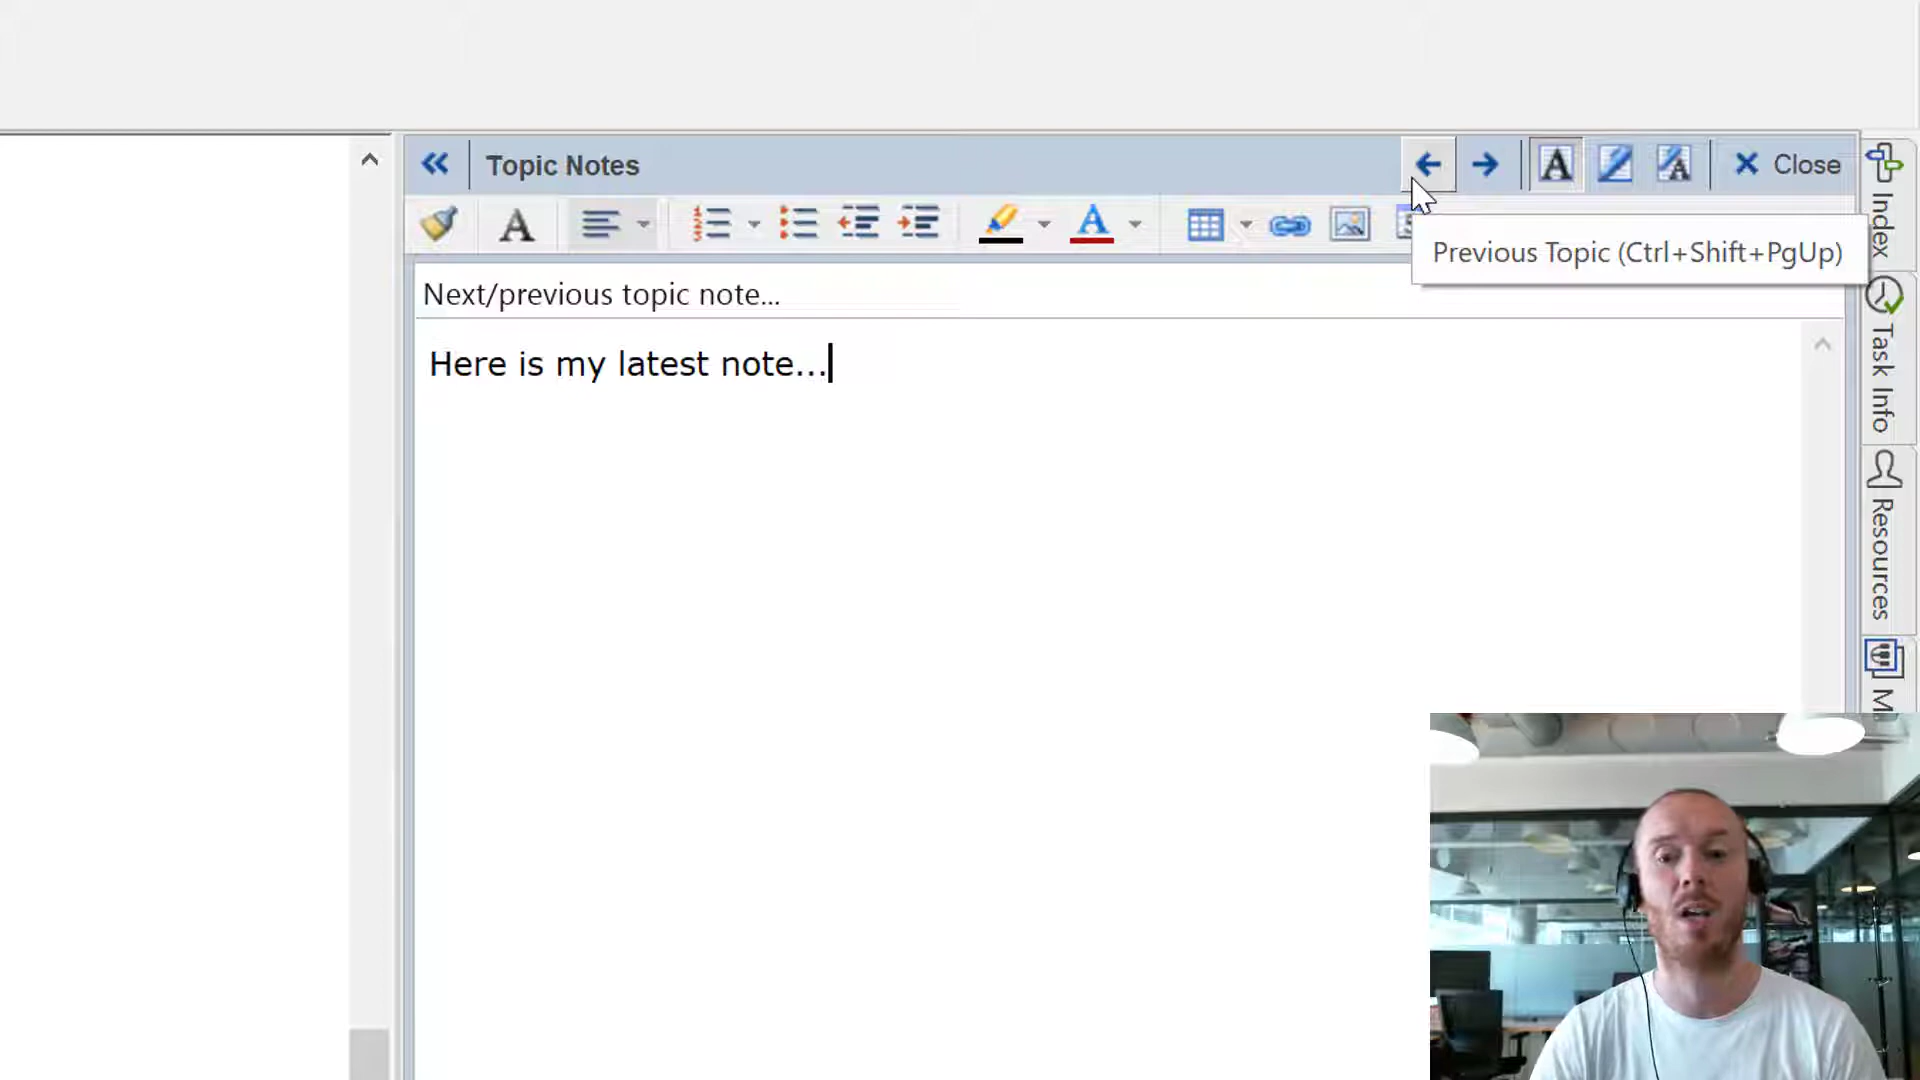 Topic Notes
Close
Previous Topic (Ctrl+Shift+PgUp)
Next/previous topic note...
Here is my latest note...
Index
Task Info
Resources
M